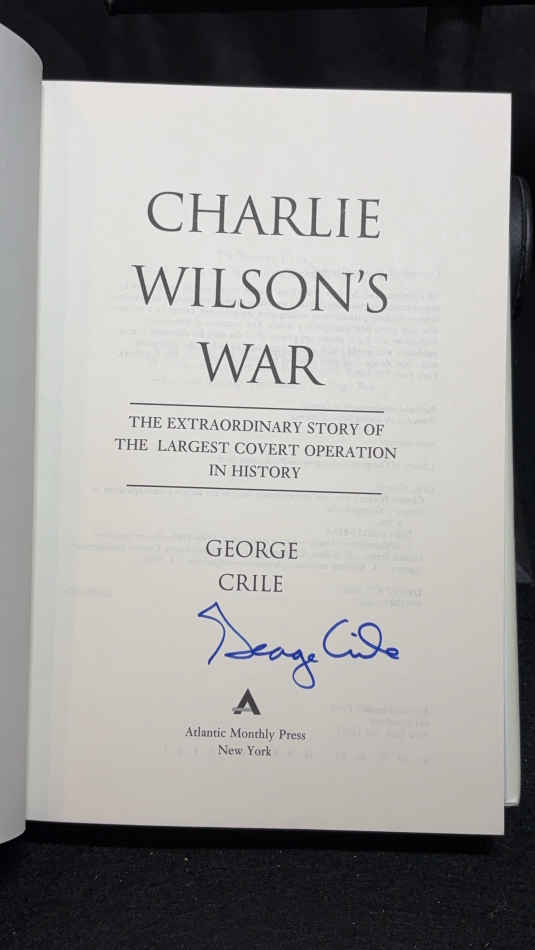 CHARLIE
WILSON'S
WAR
THE EXTRAORDINARY STORY OF
THE LARGEST COVERT OPERATION
IN HISTORY
GEORGE
CRILE
George Crile
Atlantic Monthly Press
New York